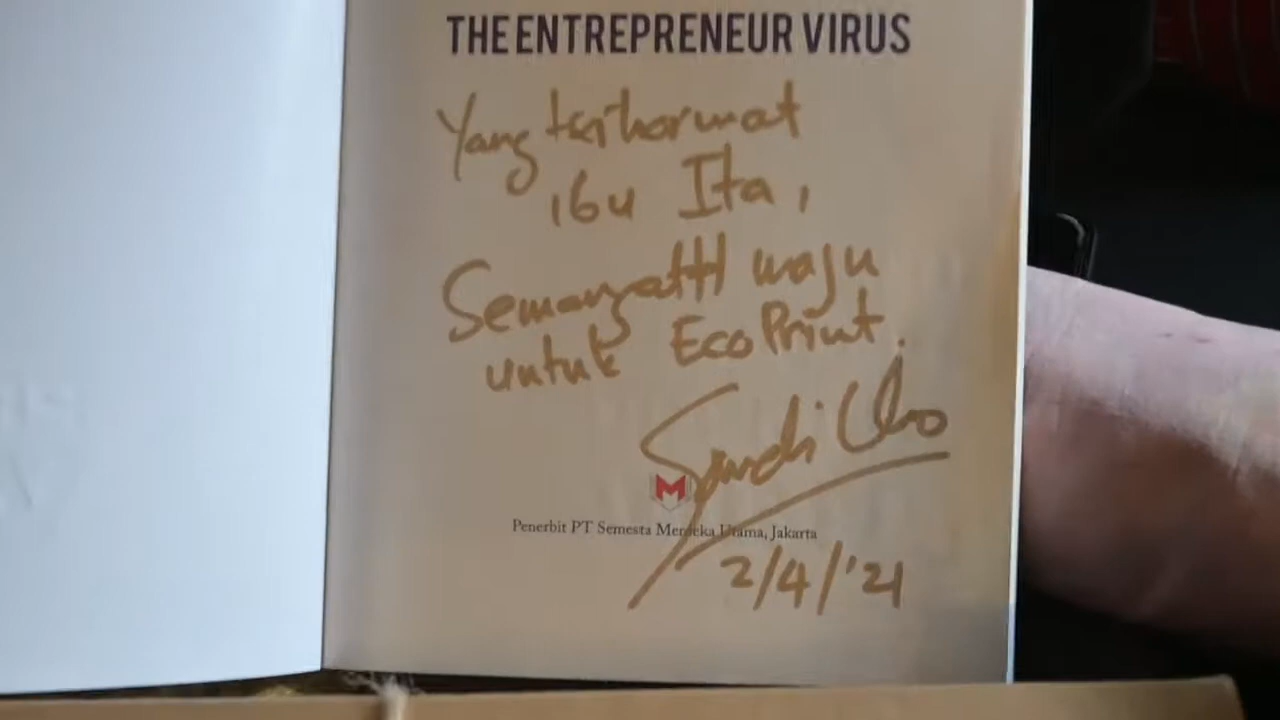 THE ENTREPRENEUR VIRUS
Yang terhormat
ibu Ita,
Semangattt maju
untuk EcoPrint.
Sandi Uno
M
Penerbit PT Semesta Merdeka Utama, Jakarta
2/4/'21